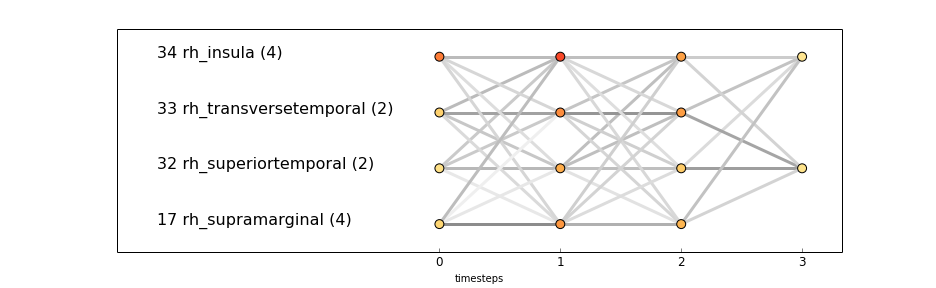 34 rh_insula (4)
33 rh_transversetemporal (2)
32 rh_superiortemporal (2)
17 rh_supramarginal (4)
0 1 2 3
timesteps